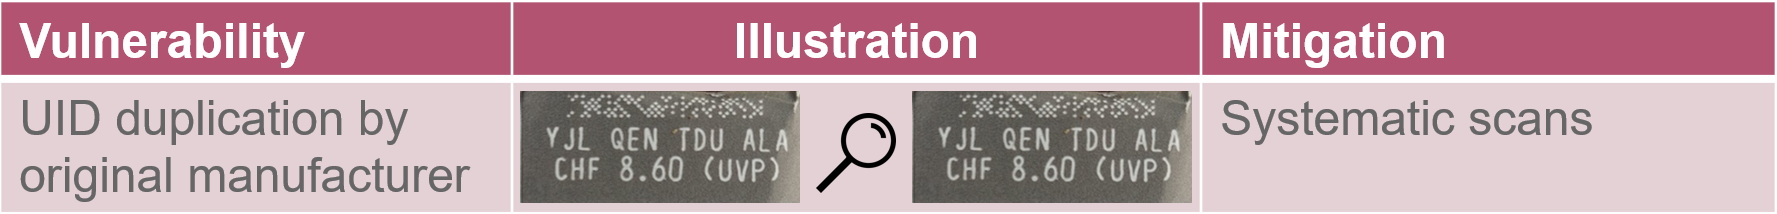 Vulnerability
Illustration
Mitigation
UID duplication by
original manufacturer
YJL QEN TDU ALA
CHF 8.60 (UVP)
YJL QEN TDU ALA
CHF 8.60 (UVP)
Systematic scans